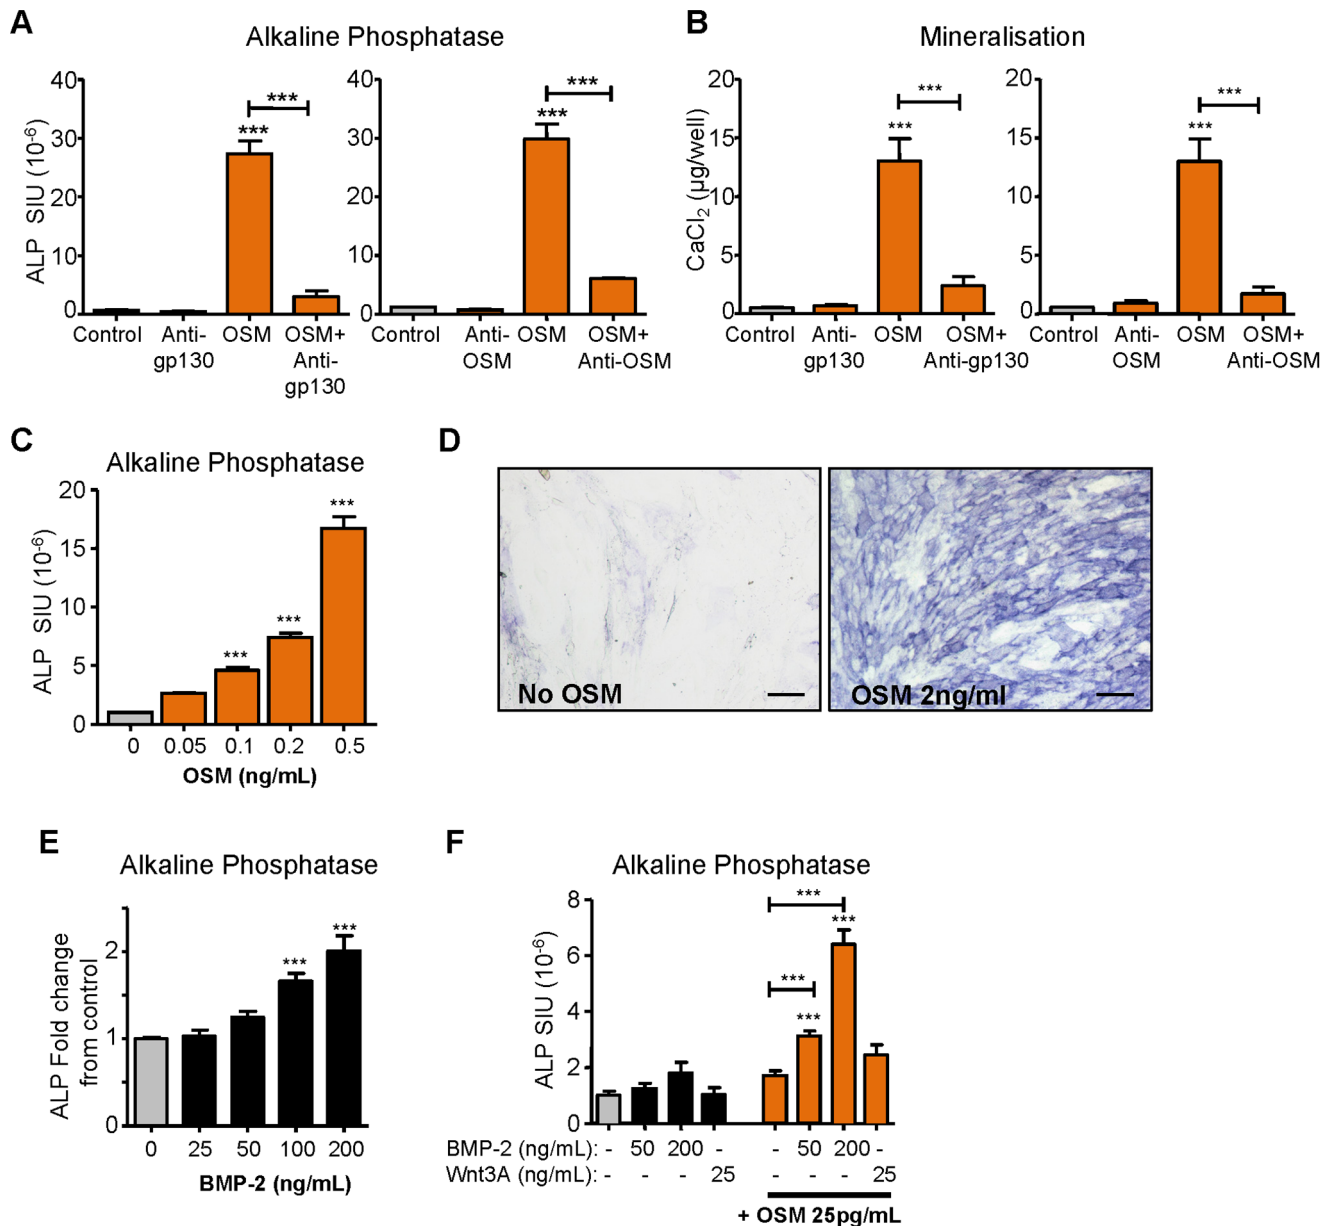 A
Alkaline Phosphatase
ALP SIU (10-6)
40
30
20
10
0
***
***
Control
Anti-
gp130
OSM
OSM+
Anti-
gp130
40
30
20
10
0
***
***
Control
Anti-
OSM
OSM
OSM+
Anti-OSM
B
Mineralisation
CaCl2 (µg/well)
20
15
10
5
0
***
***
Control
Anti-
gp130
OSM
OSM+
Anti-gp130
20
15
10
5
0
***
***
Control
Anti-
OSM
OSM
OSM+
Anti-OSM
C
Alkaline Phosphatase
ALP SIU (10-6)
20
15
10
5
0
*** *** ***
0 0.05 0.1 0.2 0.5
OSM (ng/mL)
D
No OSM
OSM 2ng/ml
E
Alkaline Phosphatase
ALP Fold change
from control
2
1
0
*** ***
0 25 50 100 200
BMP-2 (ng/mL)
F
Alkaline Phosphatase
ALP SIU (10-6)
8
6
4
2
0
***
***
***
***
BMP-2 (ng/mL): - 50 200 - - 50 200 -
Wnt3A (ng/mL): - - - 25 - - - 25
+ OSM 25pg/mL